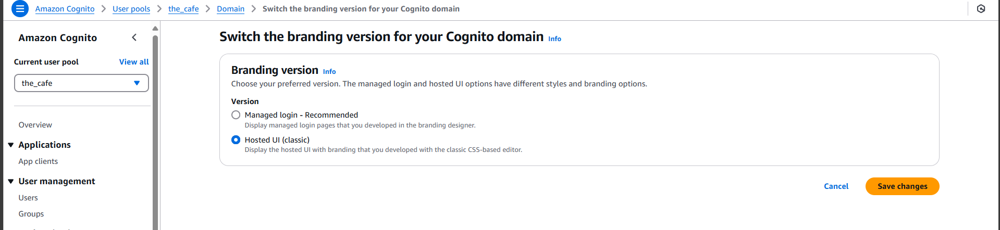 Amazon Cognito > User pools > the_cafe > Domain > Switch the branding version for your Cognito domain
Amazon Cognito
Current user pool View all
the_cafe
Overview
Applications
App clients
User management
Users
Groups
Switch the branding version for your Cognito domain Info
Branding version Info
Choose your preferred version. The managed login and hosted UI options have different styles and branding options.
Version
Managed login - Recommended
Display managed login pages that you developed in the branding designer.
Hosted UI (classic)
Display the hosted UI with branding that you developed with the classic CSS-based editor.
Cancel Save changes